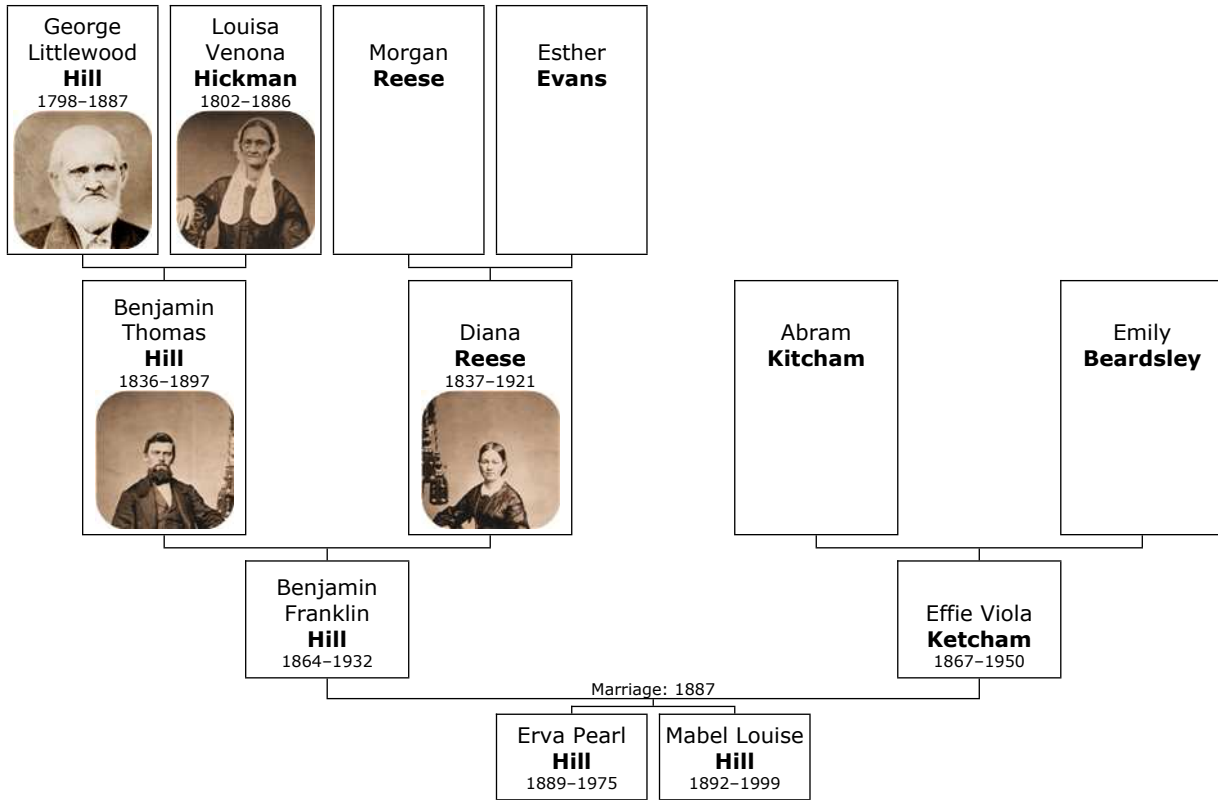 George
Littlewood
Hill
1798–1887
Louisa
Venona
Hickman
1802–1886
Morgan
Reese
Esther
Evans
Benjamin
Thomas
Hill
1836–1897
Diana
Reese
1837–1921
Abram
Kitcham
Emily
Beardsley
Benjamin
Franklin
Hill
1864–1932
Effie Viola
Ketcham
1867–1950
Marriage: 1887
Erva Pearl
Hill
1889–1975
Mabel Louise
Hill
1892–1999